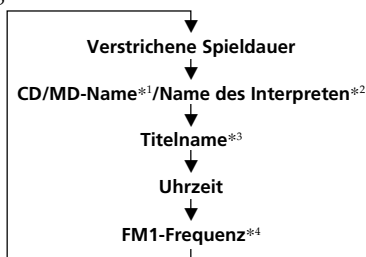 Verstrichene Spieldauer
CD/MD-Name*1/Name des Interpreten*2
Titelname*3
Uhrzeit
FM1-Frequenz*4